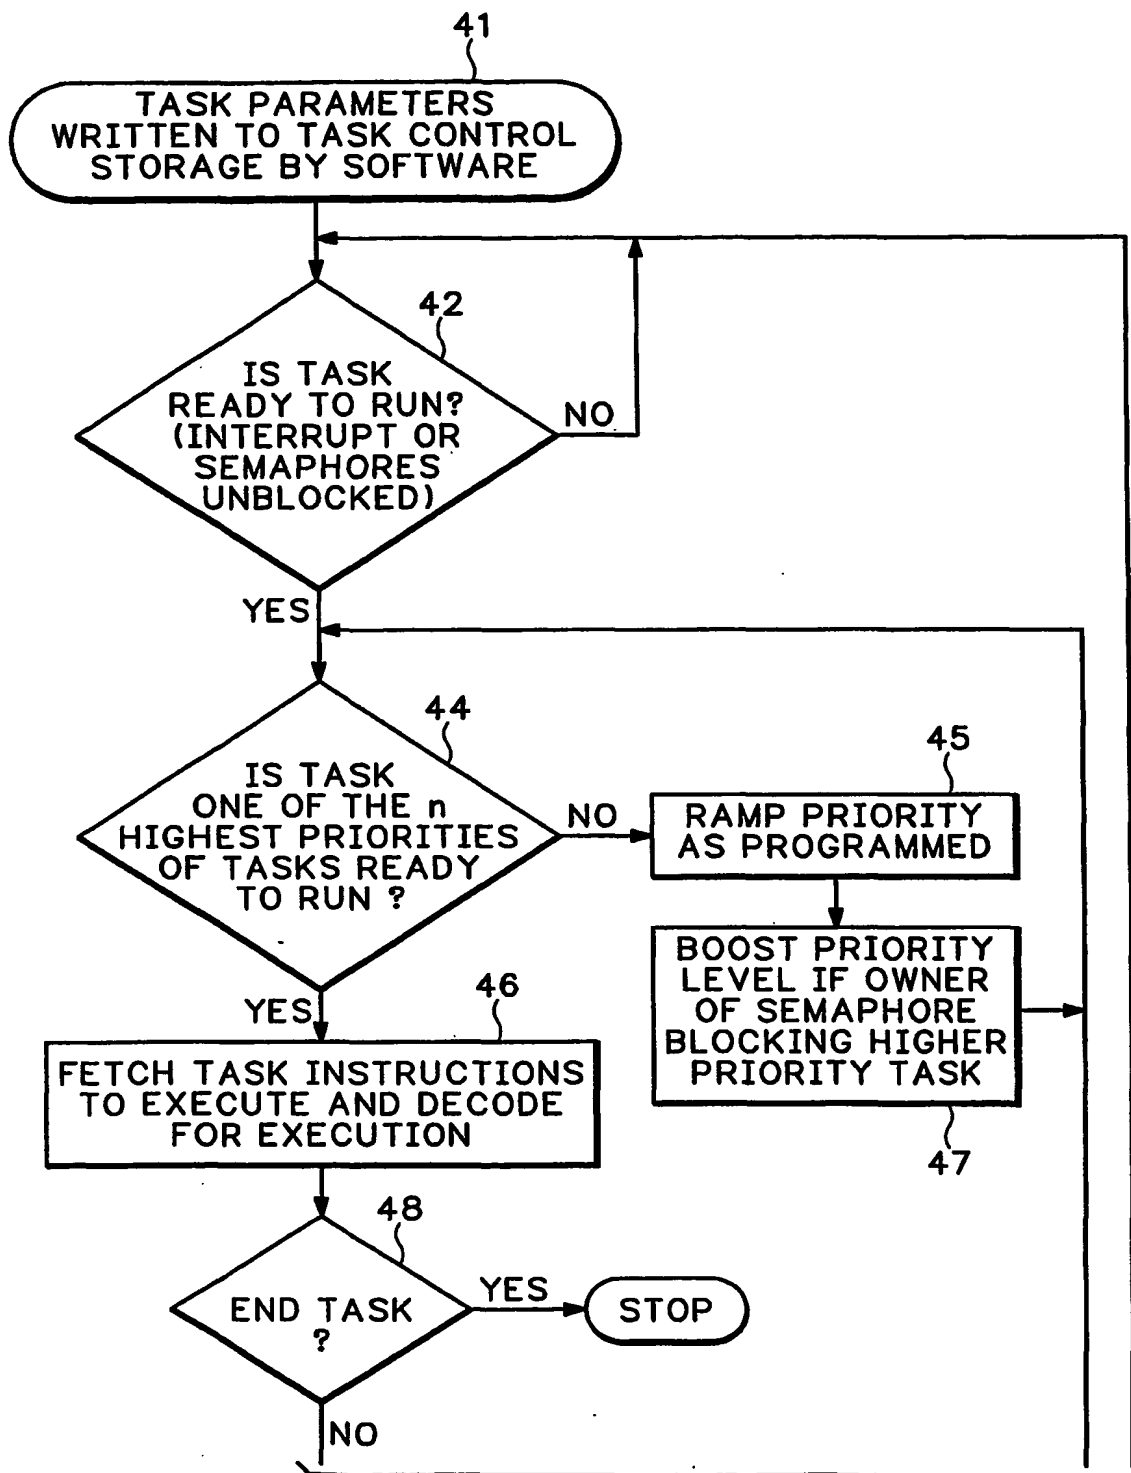 41
TASK PARAMETERS
WRITTEN TO TASK CONTROL
STORAGE BY SOFTWARE
42
IS TASK
READY TO RUN?
(INTERRUPT OR
SEMAPHORES
UNBLOCKED)
NO
YES
44
IS TASK
ONE OF THE n
HIGHEST PRIORITIES
OF TASKS READY
TO RUN ?
NO
45
RAMP PRIORITY
AS PROGRAMMED
BOOST PRIORITY
LEVEL IF OWNER
OF SEMAPHORE
BLOCKING HIGHER
PRIORITY TASK
47
YES
46
FETCH TASK INSTRUCTIONS
TO EXECUTE AND DECODE
FOR EXECUTION
48
END TASK
?
YES
STOP
NO